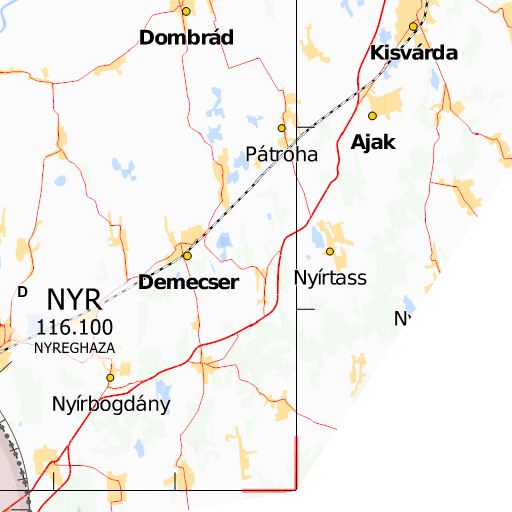 Dombrád
Kisvárda
Ajak
Pátroha
Nyírtass
Demecser
D
NYR
116.100
NYREGHAZA
Nyírbogdány